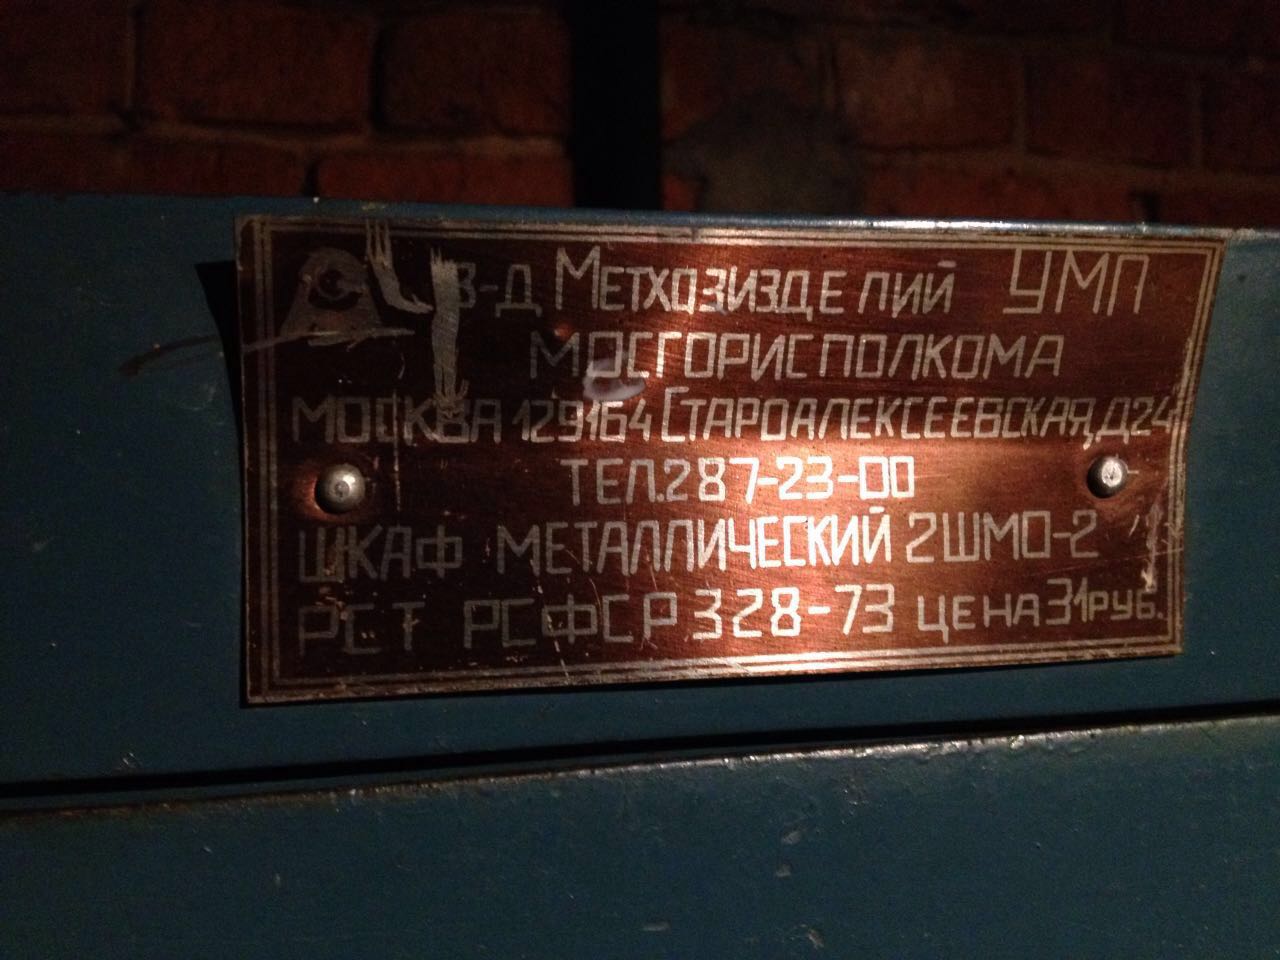 З-Д МЕТХОЗИЗДЕЛИЙ УМП
МОСГОРИСПОЛКОМА
МОСКВА 129164 СТАРОАЛЕКСЕЕВСКАЯ, Д24
ТЕЛ.287-23-00
ШКАФ МЕТАЛЛИЧЕСКИЙ 2ШМО-2
РСТ РСФСР 328-73 ЦЕНА 31РУБ.